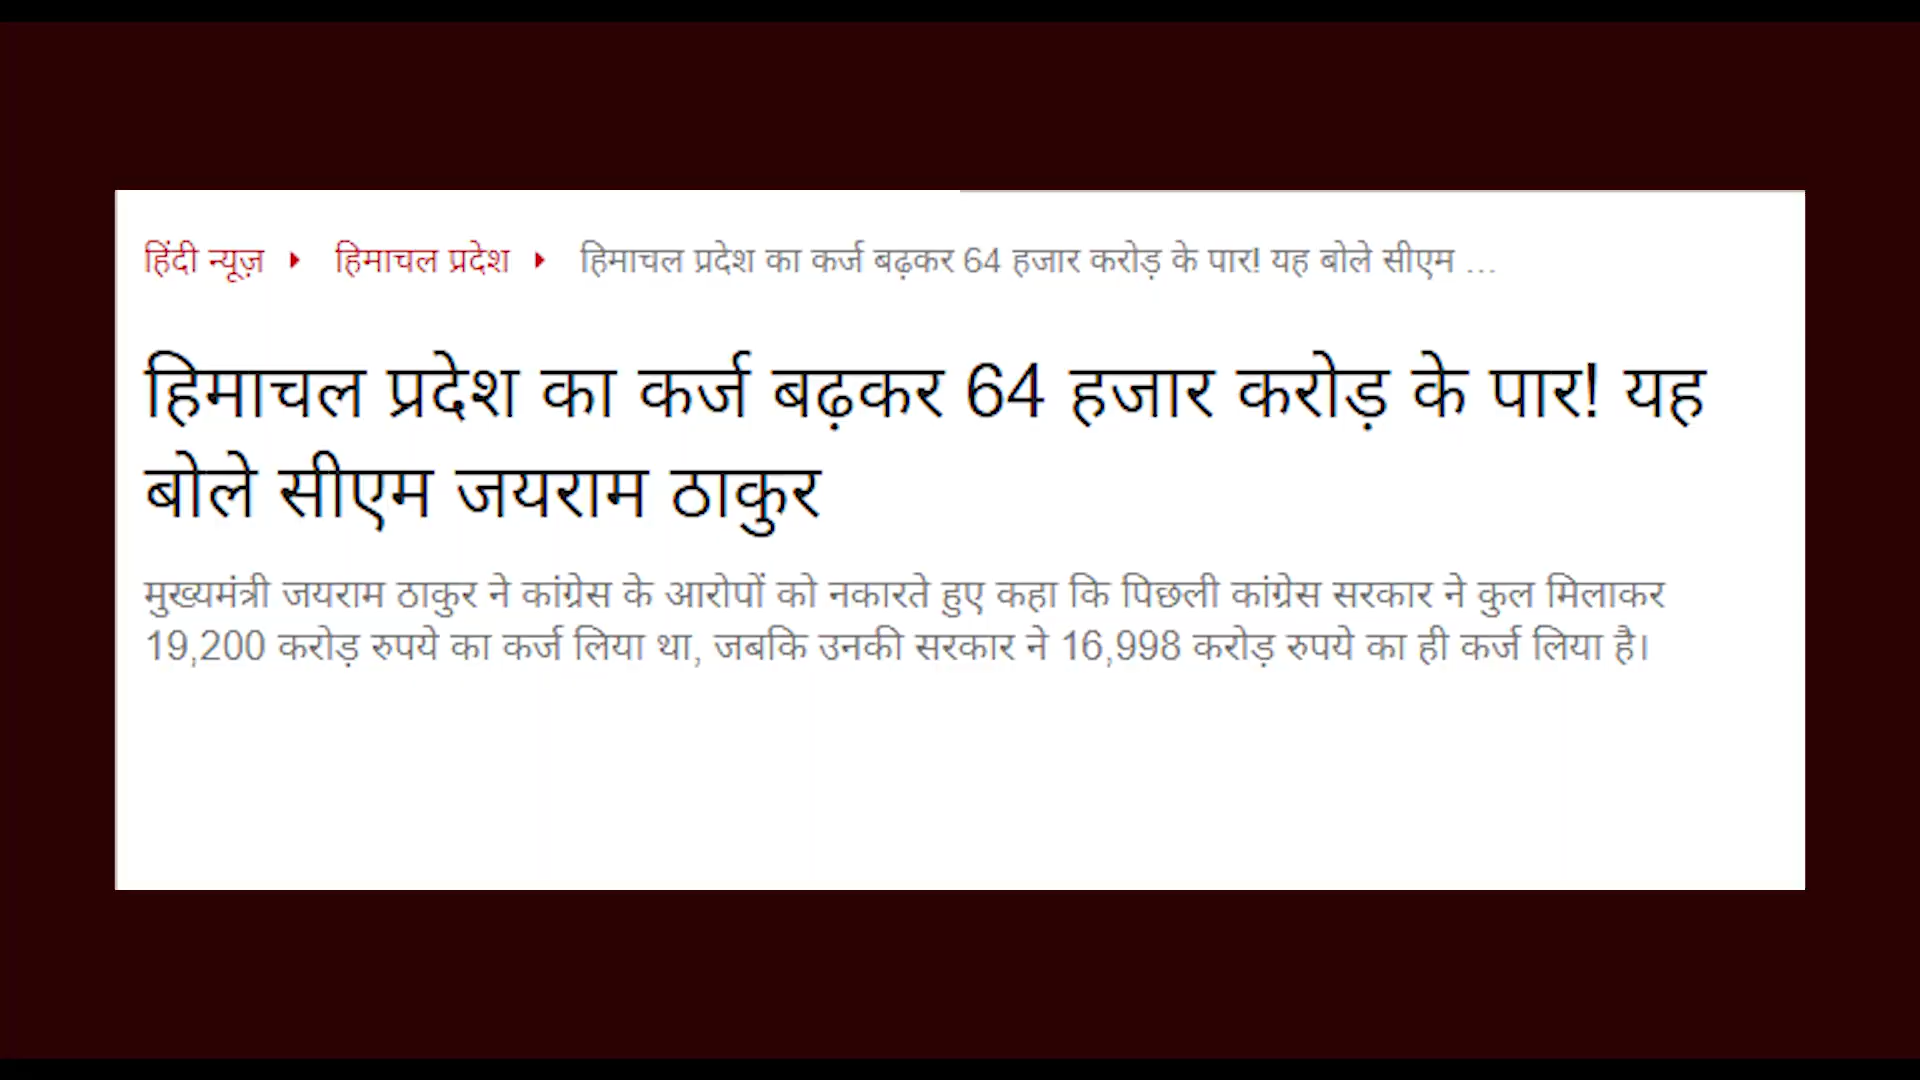 हिंदी न्यूज़ हिमाचल प्रदेश हिमाचल प्रदेश का कर्ज बढ़कर 64 हजार करोड़ के पार! यह बोले सीएम ...
हिमाचल प्रदेश का कर्ज बढ़कर 64 हजार करोड़ के पार! यह
बोले सीएम जयराम ठाकुर
मुख्यमंत्री जयराम ठाकुर ने कांग्रेस के आरोपों को नकारते हुए कहा कि पिछली कांग्रेस सरकार ने कुल मिलाकर
19,200 करोड़ रुपये का कर्ज लिया था, जबकि उनकी सरकार ने 16,998 करोड़ रुपये का ही कर्ज लिया है।